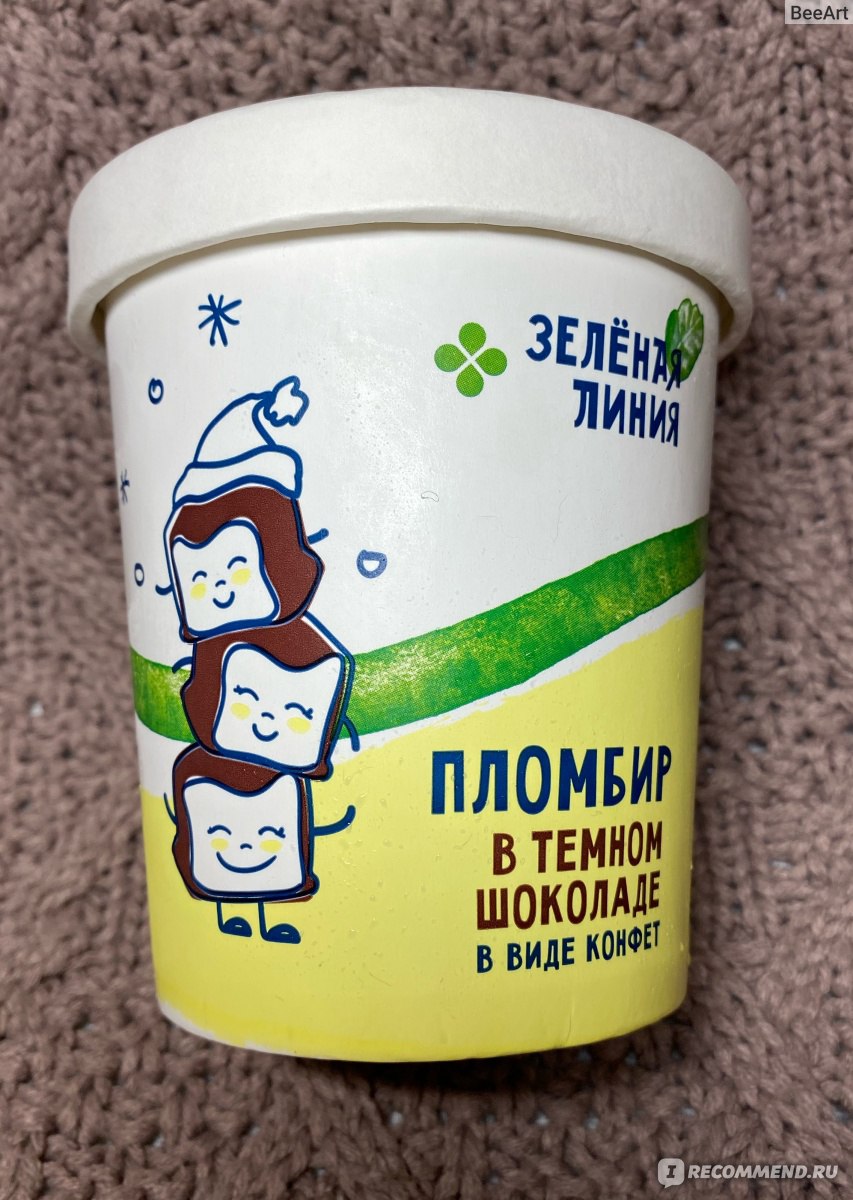 BeeArt
ЗЕЛЁНАЯ
ЛИНИЯ
ПЛОМБИР
В ТЕМНОМ
ШОКОЛАДЕ
В ВИДЕ КОНФЕТ
I RECOMMEND.RU